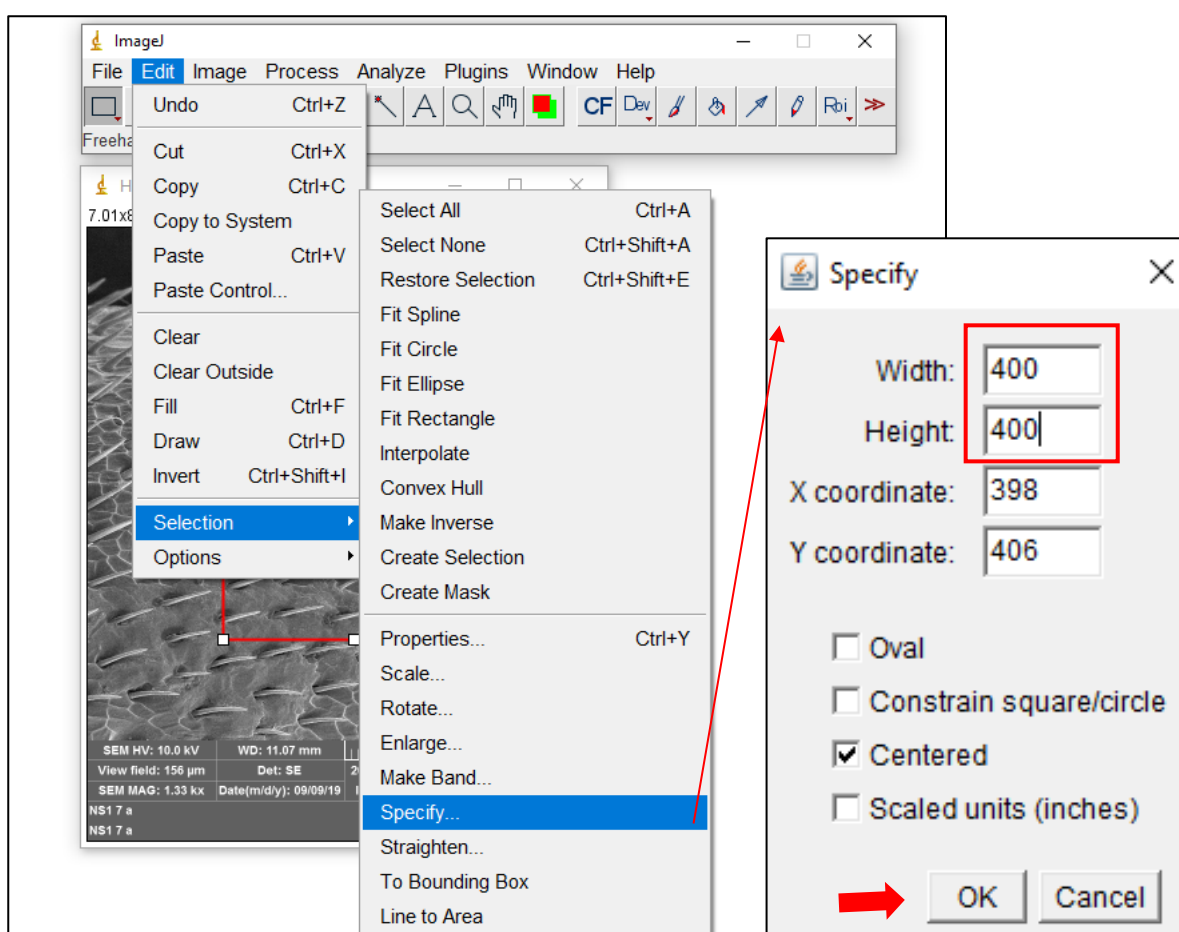 ImageJ
File Edit Image Process Analyze Plugins Window Help
CF Dev
Undo Ctrl+Z
Cut Ctrl+X
Copy Ctrl+C
Copy to System
Paste Ctrl+V
Paste Control...
Clear
Clear Outside
Fill Ctrl+F
Draw Ctrl+D
Invert Ctrl+Shift+I
Selection
Options
Select All Ctrl+A
Select None Ctrl+Shift+A
Restore Selection Ctrl+Shift+E
Fit Spline
Fit Circle
Fit Ellipse
Fit Rectangle
Interpolate
Convex Hull
Make Inverse
Create Selection
Create Mask
Properties... Ctrl+Y
Scale...
Rotate...
Enlarge...
Make Band...
Specify...
Straighten...
To Bounding Box
Line to Area
SEM HV: 10.0 kV WD: 11.07 mm
View field: 156 µm Det: SE
SEM MAG: 1.33 kx Date(m/d/y): 09/09/19
NS1 7 a
NS1 7 a
Specify
Width: 400
Height: 400
X coordinate: 398
Y coordinate: 406
Oval
Constrain square/circle
Centered
Scaled units (inches)
OK Cancel